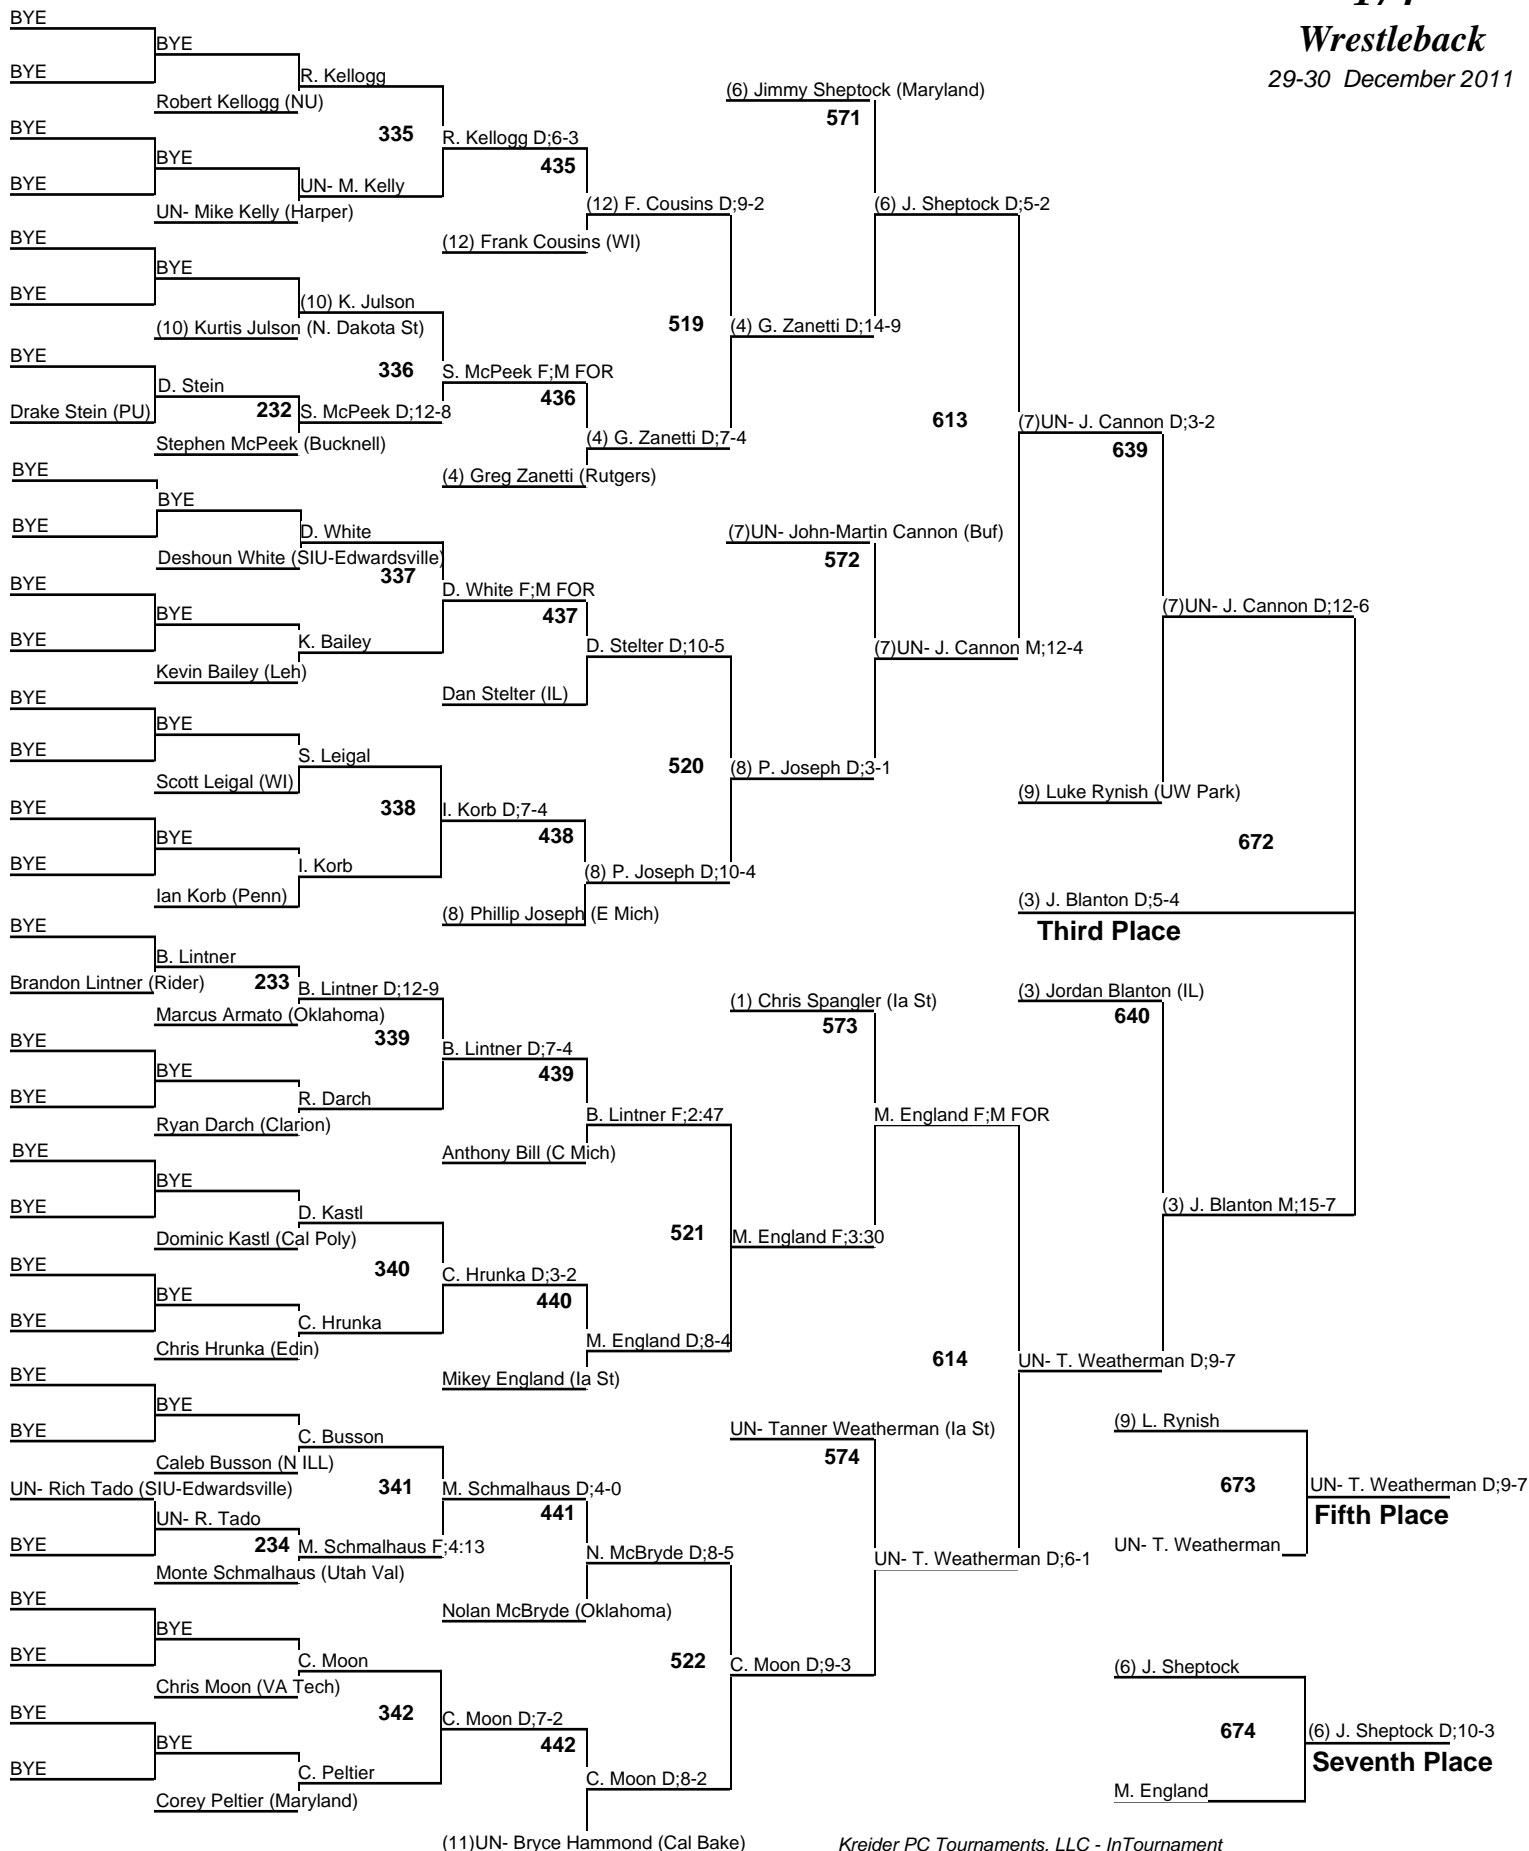 Wrestleback
29-30 December 2011
BYE
BYE
BYE
R. Kellogg
Robert Kellogg (NU)
335
BYE
BYE
BYE
UN- M. Kelly
UN- Mike Kelly (Harper)
R. Kellogg D;6-3
435
(12) F. Cousins D;9-2
(12) Frank Cousins (WI)
BYE
BYE
BYE
(10) K. Julson
(10) Kurtis Julson (N. Dakota St)
336
BYE
D. Stein
Drake Stein (PU)
232
S. McPeek D;12-8
Stephen McPeek (Bucknell)
S. McPeek F;M FOR
436
(4) G. Zanetti D;7-4
(4) Greg Zanetti (Rutgers)
519
(4) G. Zanetti D;14-9
(6) Jimmy Sheptock (Maryland)
571
(6) J. Sheptock D;5-2
613
BYE
BYE
BYE
D. White
Deshoun White (SIU-Edwardsville)
337
BYE
BYE
BYE
K. Bailey
Kevin Bailey (Leh)
D. White F;M FOR
437
D. Stelter D;10-5
Dan Stelter (IL)
BYE
BYE
BYE
S. Leigal
Scott Leigal (WI)
338
BYE
BYE
BYE
I. Korb
Ian Korb (Penn)
I. Korb D;7-4
438
(8) P. Joseph D;10-4
(8) Phillip Joseph (E Mich)
520
(8) P. Joseph D;3-1
(7)UN- John-Martin Cannon (Buf)
572
(7)UN- J. Cannon M;12-4
(7)UN- J. Cannon D;3-2
639
(7)UN- J. Cannon D;12-6
(9) Luke Rynish (UW Park)
672
(3) J. Blanton D;5-4
Third Place
BYE
B. Lintner
Brandon Lintner (Rider)
233
B. Lintner D;12-9
Marcus Armato (Oklahoma)
339
BYE
BYE
BYE
R. Darch
Ryan Darch (Clarion)
B. Lintner D;7-4
439
B. Lintner F;2:47
Anthony Bill (C Mich)
BYE
BYE
BYE
D. Kastl
Dominic Kastl (Cal Poly)
340
BYE
BYE
BYE
C. Hrunka
Chris Hrunka (Edin)
C. Hrunka D;3-2
440
M. England D;8-4
Mikey England (Ia St)
521
M. England F;3:30
(1) Chris Spangler (Ia St)
573
M. England F;M FOR
614
(3) Jordan Blanton (IL)
640
(3) J. Blanton M;15-7
UN- T. Weatherman D;9-7
BYE
BYE
BYE
C. Busson
Caleb Busson (N ILL)
UN- Rich Tado (SIU-Edwardsville)
341
UN- R. Tado
BYE
234
M. Schmalhaus F;4:13
Monte Schmalhaus (Utah Val)
M. Schmalhaus D;4-0
441
N. McBryde D;8-5
Nolan McBryde (Oklahoma)
BYE
BYE
BYE
C. Moon
Chris Moon (VA Tech)
342
BYE
BYE
BYE
C. Peltier
Corey Peltier (Maryland)
C. Moon D;7-2
442
C. Moon D;8-2
(11)UN- Bryce Hammond (Cal Bake)
522
C. Moon D;9-3
UN- Tanner Weatherman (Ia St)
574
UN- T. Weatherman D;6-1
(9) L. Rynish
673
UN- T. Weatherman D;9-7
Fifth Place
UN- T. Weatherman
(6) J. Sheptock
674
(6) J. Sheptock D;10-3
Seventh Place
M. England
Kreider PC Tournaments, LLC - InTournament